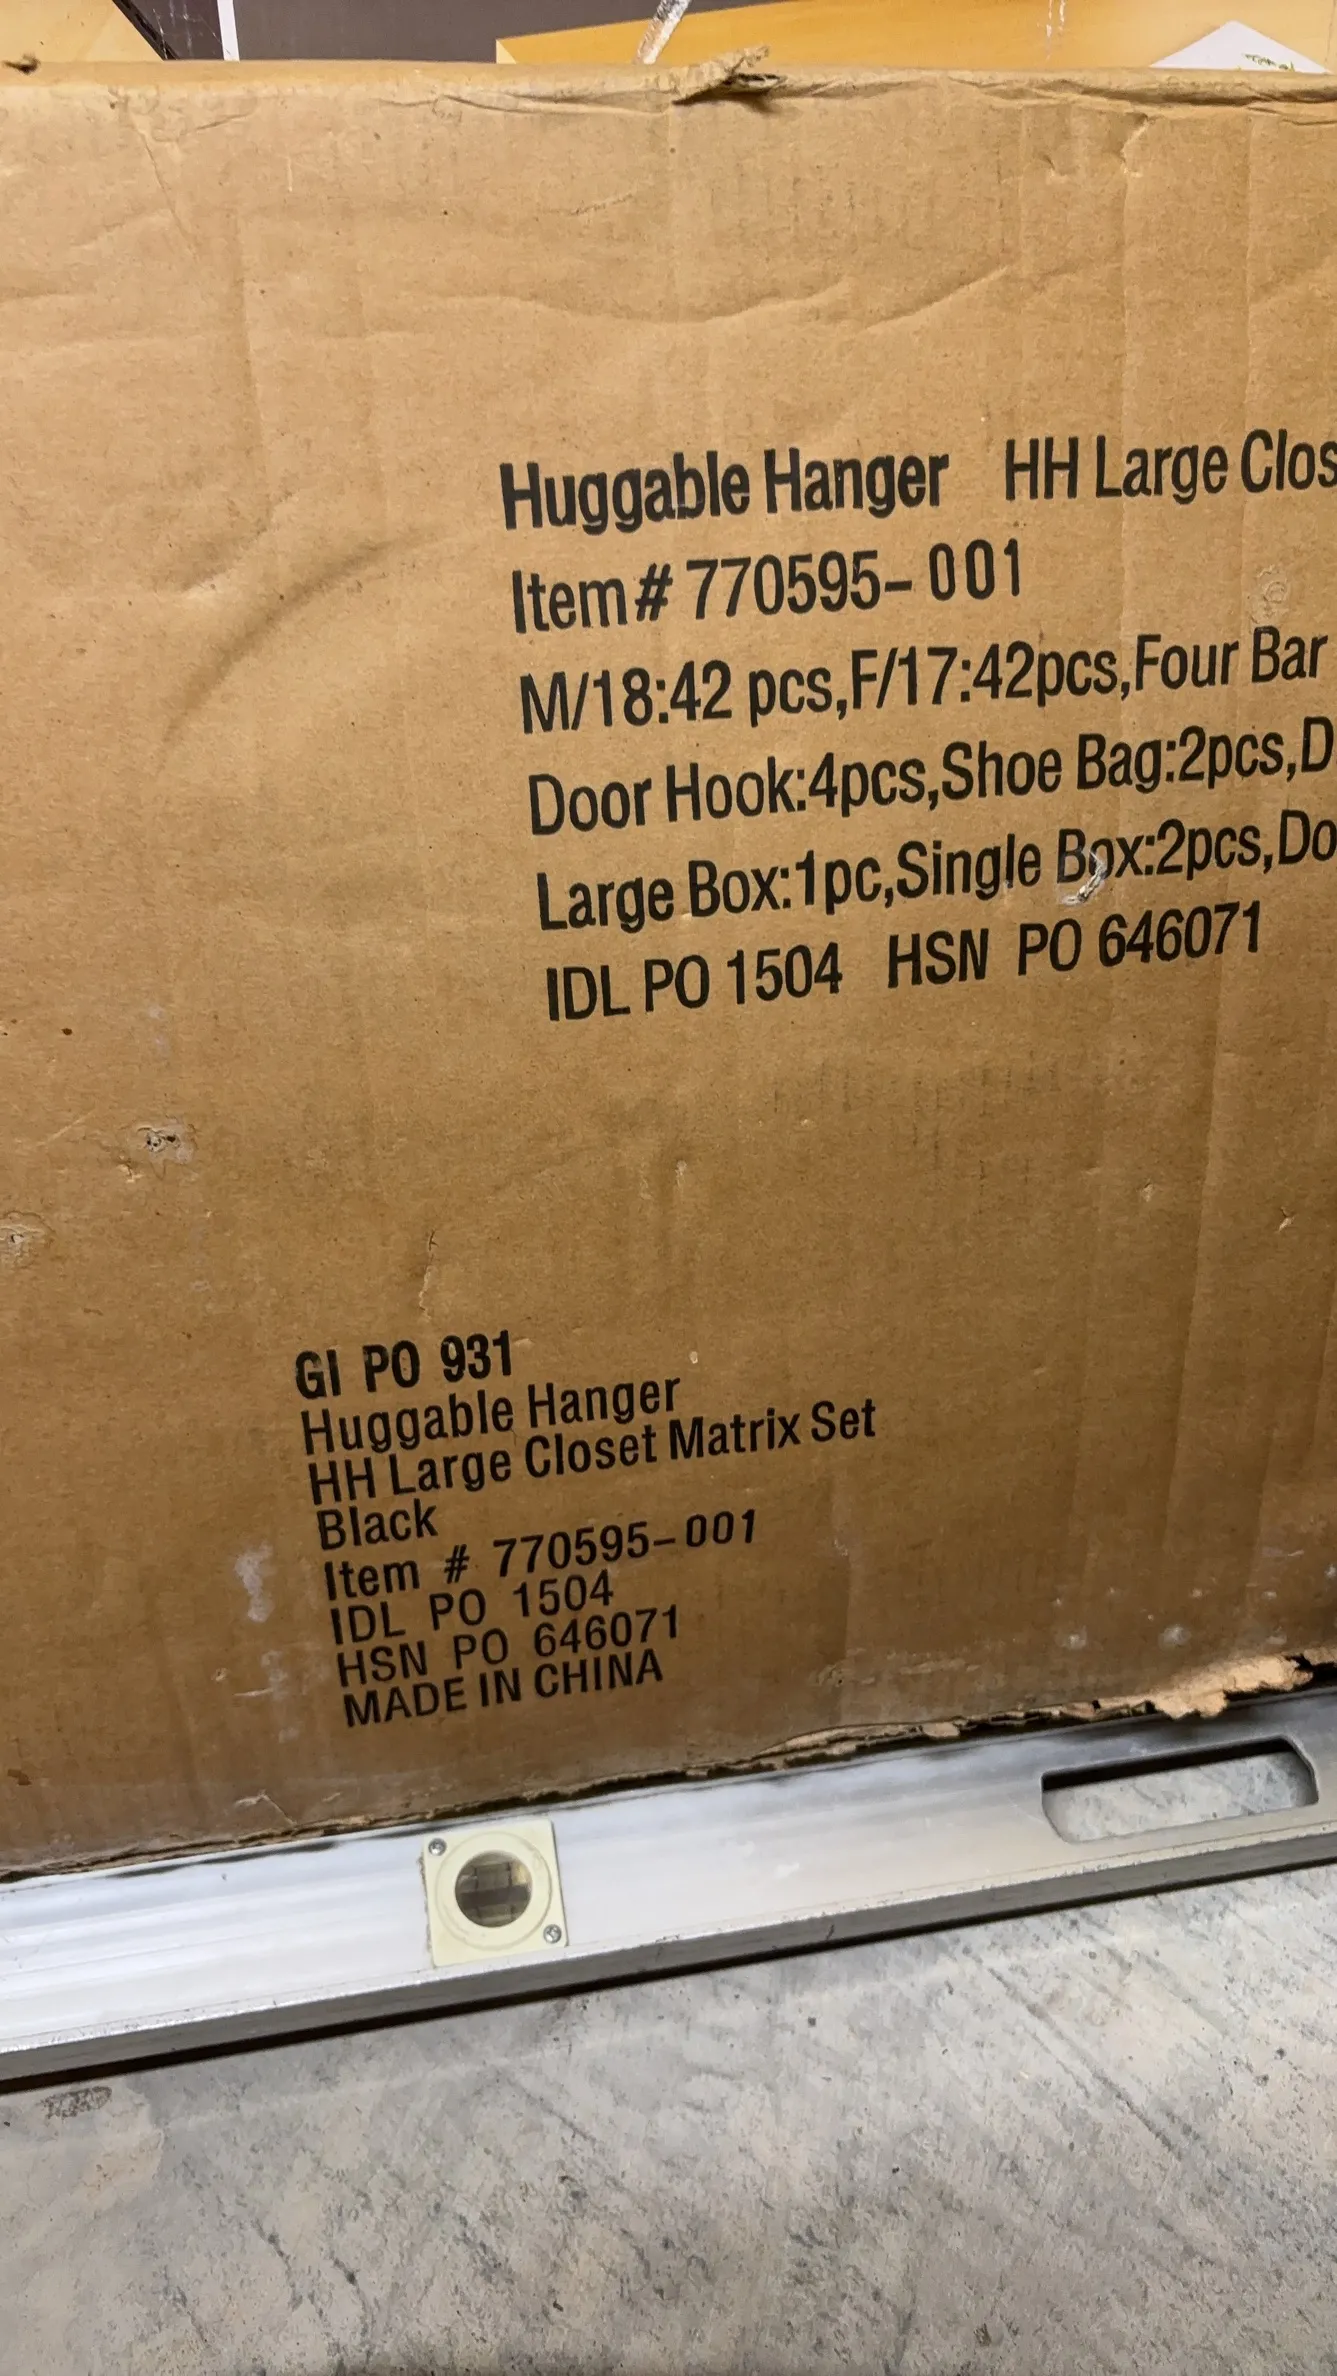 Huggable Hanger HH Large Clos
Item# 770595-001
M/18:42 pcs,F/17:42pcs,Four Bar
Door Hook:4pcs,Shoe Bag:2pcs,D
Large Box:1pc,Single Box:2pcs,Do
IDL PO 1504 HSN PO 646071
GI PO 931
Huggable Hanger
HH Large Closet Matrix Set
Black
Item # 770595-001
IDL PO 1504
HSN PO 646071
MADE IN CHINA